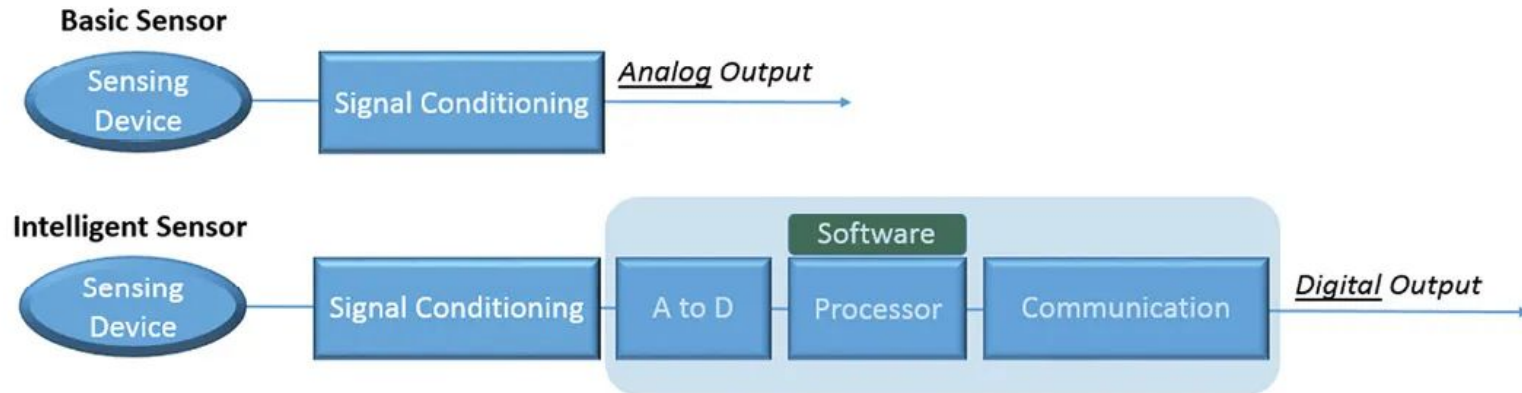 Basic Sensor
Sensing
Device
Signal Conditioning
Analog Output
Intelligent Sensor
Sensing
Device
Signal Conditioning
A to D
Software
Processor
Communication
Digital Output